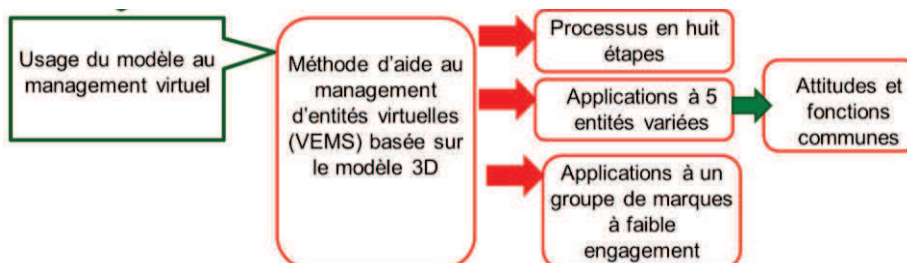 Usage du modèle au
management virtuel
Méthode d'aide au
management
d'entités virtuelles
(VEMS) basée sur
le modèle 3D
Processus en huit
étapes
Applications à 5
entités variées
Attitudes et
fonctions
communes
Applications à un
groupe de marques
à faible
engagement